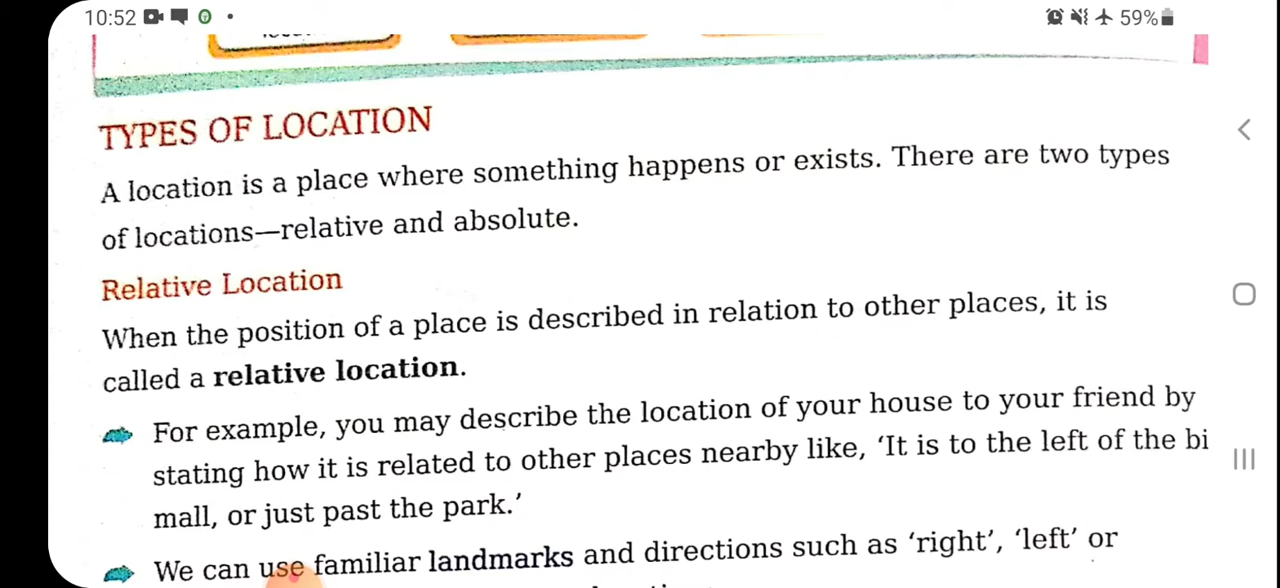 10:52
59%
TYPES OF LOCATION
A location is a place where something happens or exists. There are two types
of locations—relative and absolute.
Relative Location
When the position of a place is described in relation to other places, it is
called a relative location.
For example, you may describe the location of your house to your friend by
stating how it is related to other places nearby like, ‘It is to the left of the bi
mall, or just past the park.’
We can use familiar landmarks and directions such as ‘right’, ‘left’ or